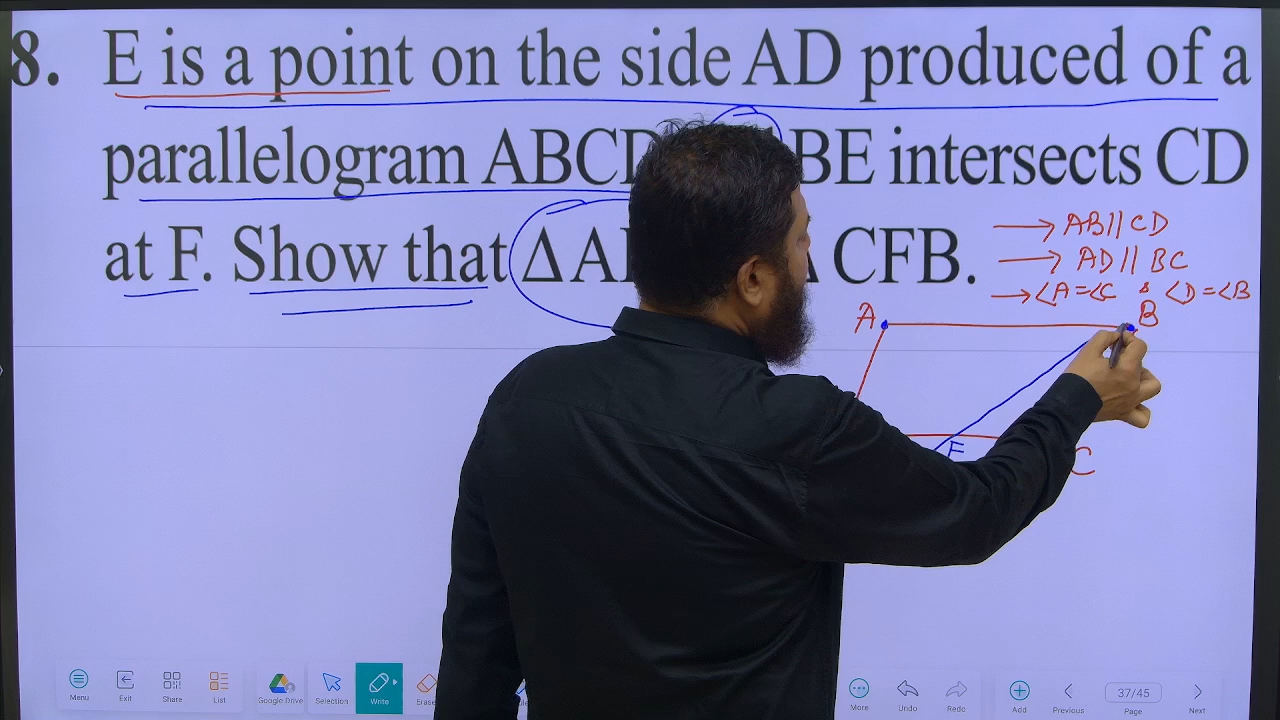 8. E is a point on the side AD produced of a
parallelogram ABCD BE intersects CD
at F. Show that ΔA CFB.
→ AB || CD
→ AD || BC
→ ∠A = ∠C & ∠D = ∠B
A B
F C
Menu Exit Share List Google Drive Selection Write Erase More Undo Redo Add Previous 37/45 Page Next